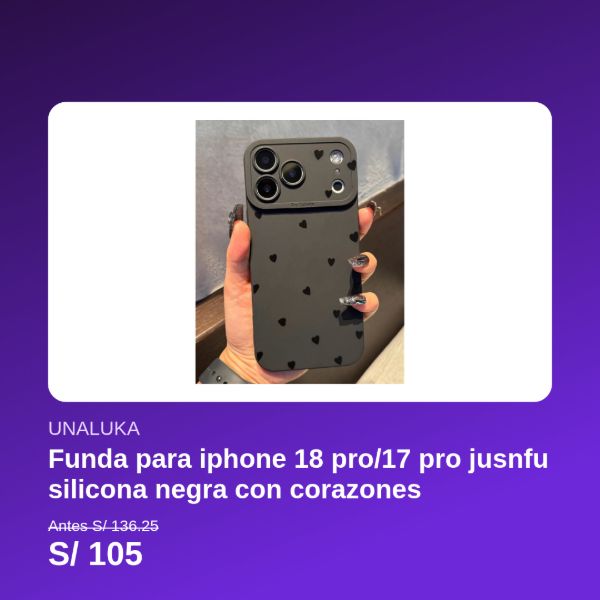 UNALUKA
Funda para iphone 18 pro/17 pro jusnfu
silicona negra con corazones
Antes S/ 136.25
S/ 105